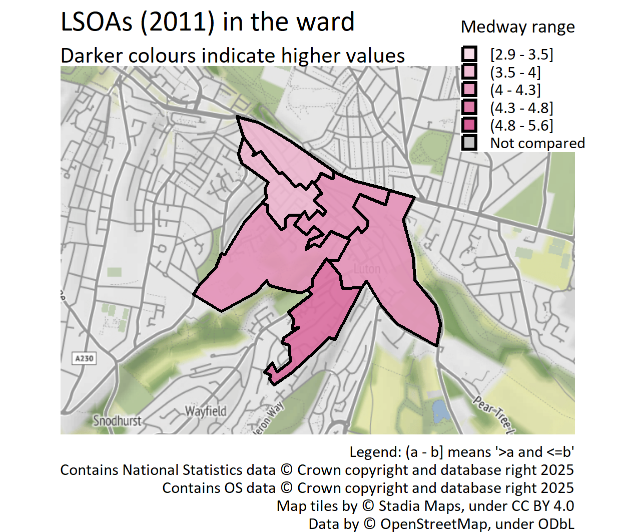 LSOAs (2011) in the ward
Darker colours indicate higher values
Medway range
[2.9 - 3.5]
(3.5 - 4]
(4 - 4.3]
(4.3 - 4.8]
(4.8 - 5.6]
Not compared
Luton
A230
Snodhurst
Wayfield
Way
Pear-Tree-L
Legend: (a - b] means '>a and <=b'
Contains National Statistics data © Crown copyright and database right 2025
Contains OS data © Crown copyright and database right 2025
Map tiles by © Stadia Maps, under CC BY 4.0
Data by © OpenStreetMap, under ODbL